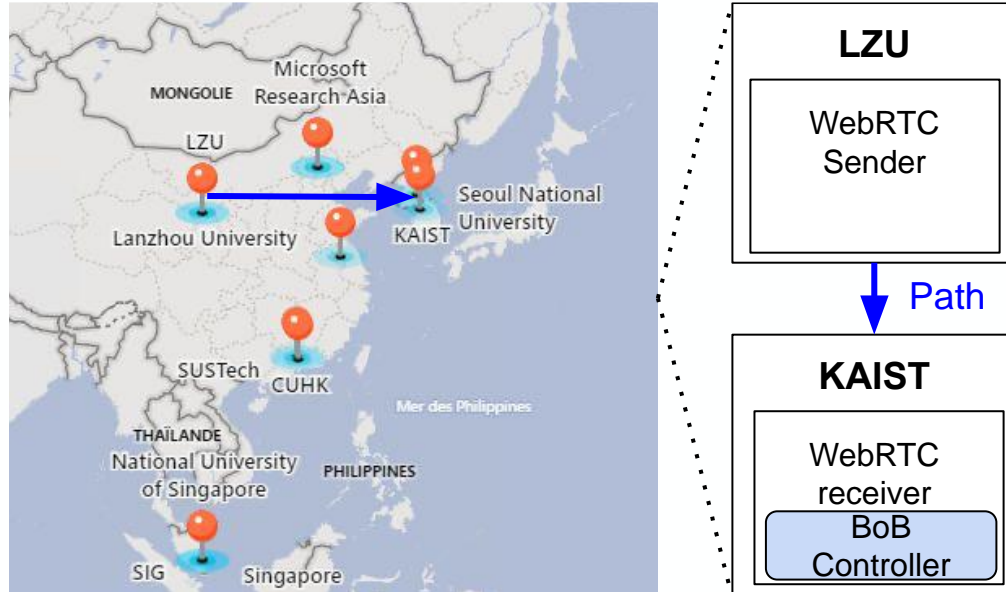 Microsoft
Research Asia
MONGOLIE
LZU
Seoul National
University
KAIST
Lanzhou University
SUSTech
CUHK
Mer des Philippines
THAÏLANDE
National University
of Singapore
PHILIPPINES
SIG
Singapore
LZU
WebRTC
Sender
Path
KAIST
WebRTC
receiver
BoB
Controller